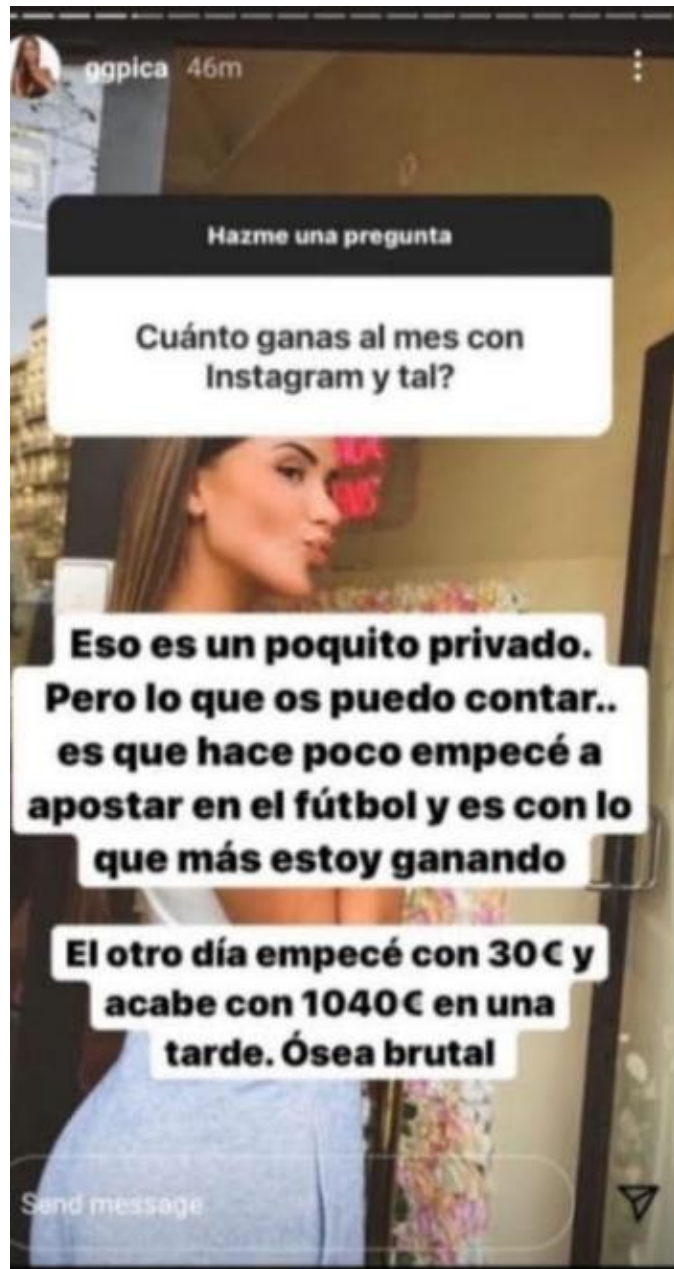 ggpica 46m
Hazme una pregunta
Cuánto ganas al mes con
Instagram y tal?
Eso es un poquito privado.
Pero lo que os puedo contar..
es que hace poco empecé a
apostar en el fútbol y es con lo
que más estoy ganando
El otro día empecé con 30€ y
acabe con 1040€ en una
tarde. Ósea brutal
Send message